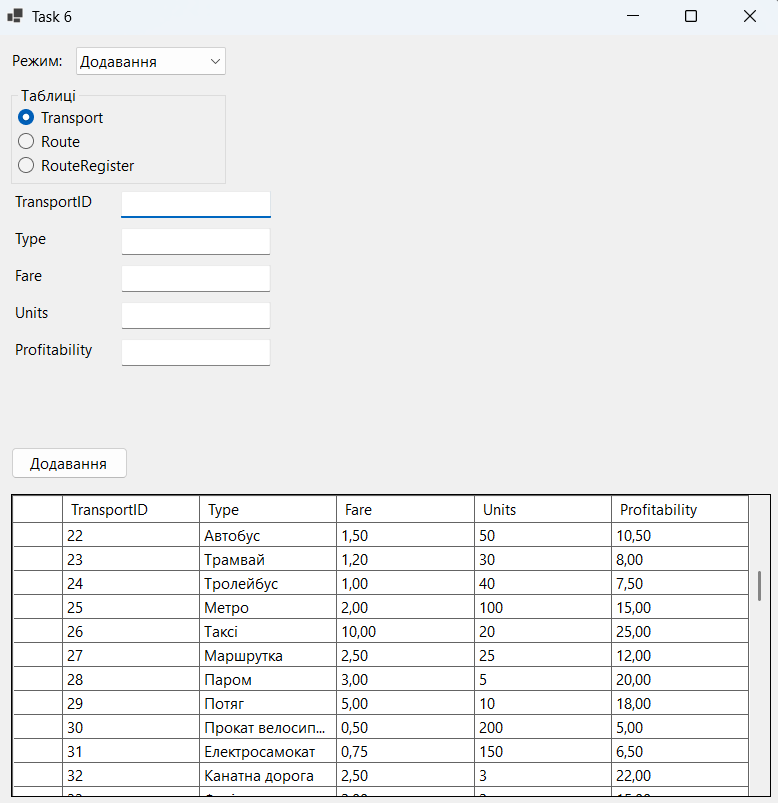 Task 6
Режим: Додавання
Таблиці
Transport
Route
RouteRegister
TransportID
Type
Fare
Units
Profitability
Додавання
TransportID Type Fare Units Profitability
22 Автобус 1,50 50 10,50
23 Трамвай 1,20 30 8,00
24 Тролейбус 1,00 40 7,50
25 Метро 2,00 100 15,00
26 Таксі 10,00 20 25,00
27 Маршрутка 2,50 25 12,00
28 Паром 3,00 5 20,00
29 Потяг 5,00 10 18,00
30 Прокат велосип... 0,50 200 5,00
31 Електросамокат 0,75 150 6,50
32 Канатна дорога 2,50 3 22,00